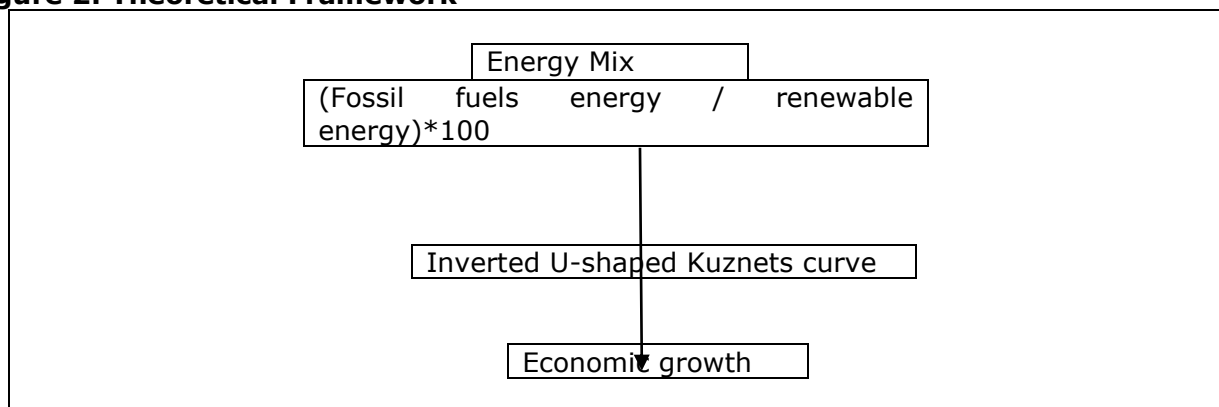 gure 2. Theoretical Framework
Energy Mix
(Fossil fuels energy / renewable
energy)*100
Inverted U-shaped Kuznets curve
Economic growth